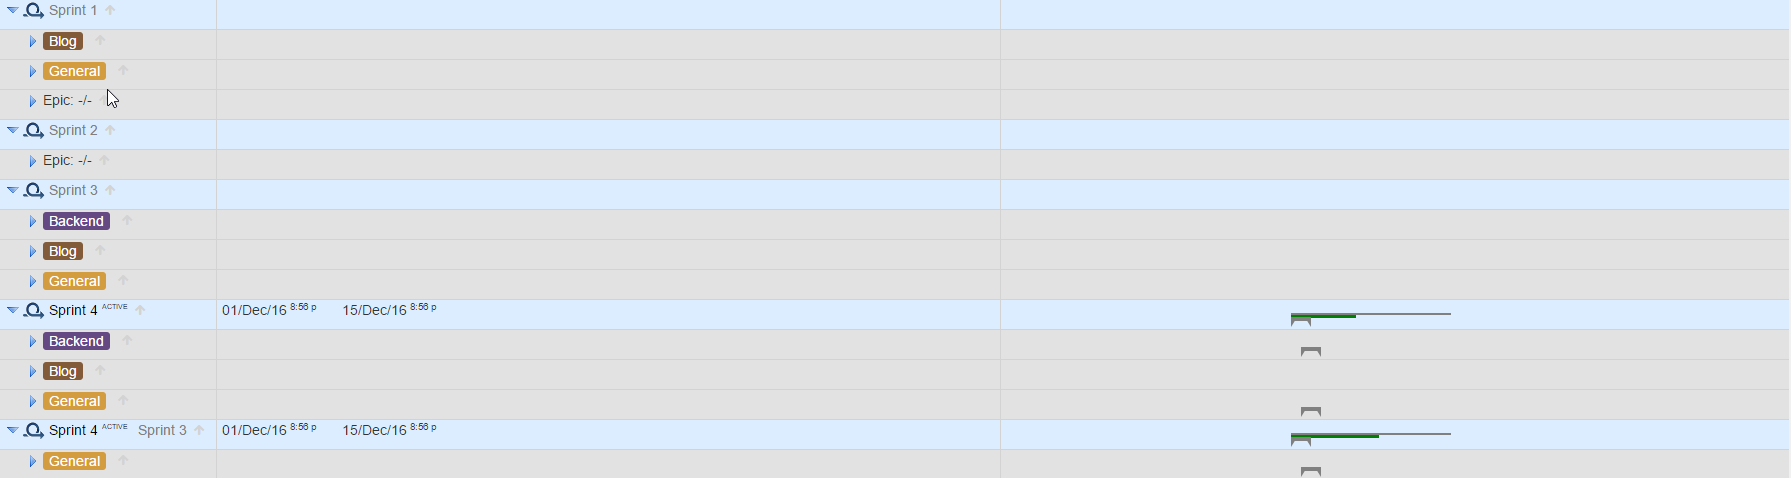 Sprint 1
Blog
General
Epic: -/-
Sprint 2
Epic: -/-
Sprint 3
Backend
Blog
General
Sprint 4 ACTIVE 01/Dec/16 8:56 p 15/Dec/16 8:56 p
Backend
Blog
General
Sprint 4 ACTIVE Sprint 3 01/Dec/16 8:56 p 15/Dec/16 8:56 p
General